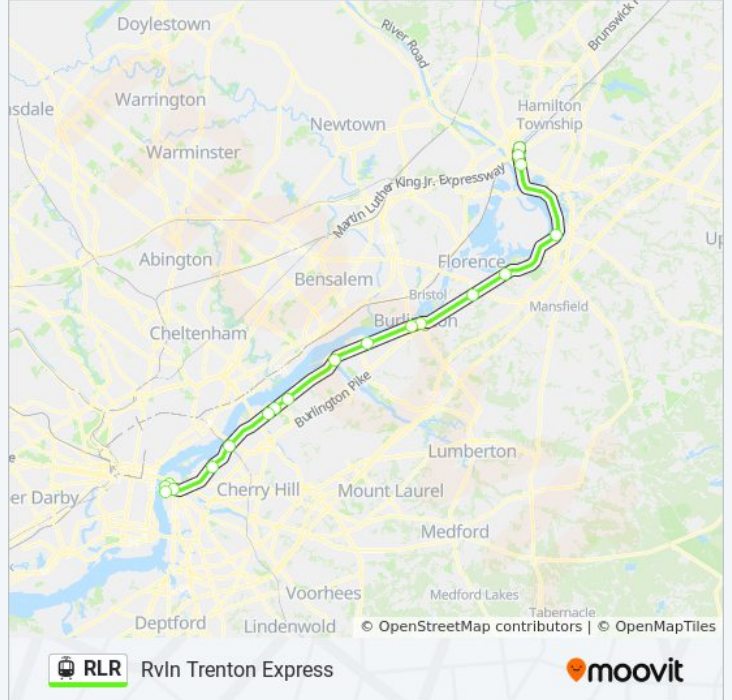 Doylestown
River Road
Brunswick
asdale
Warrington
Hamilton
Township
Newtown
Warminster
Martin Luther King Jr. Expressway
Up
Abington
Florence
Bensalem
Bristol
Mansfield
Burlington
Cheltenham
Burlington Pike
Lumberton
er Darby
Cherry Hill
Mount Laurel
Medford
Voorhees
Medford Lakes
Tabernacle
Deptford
Lindenwold
© OpenStreetMap contributors | © OpenMapTiles
RLR RvIn Trenton Express
moovit